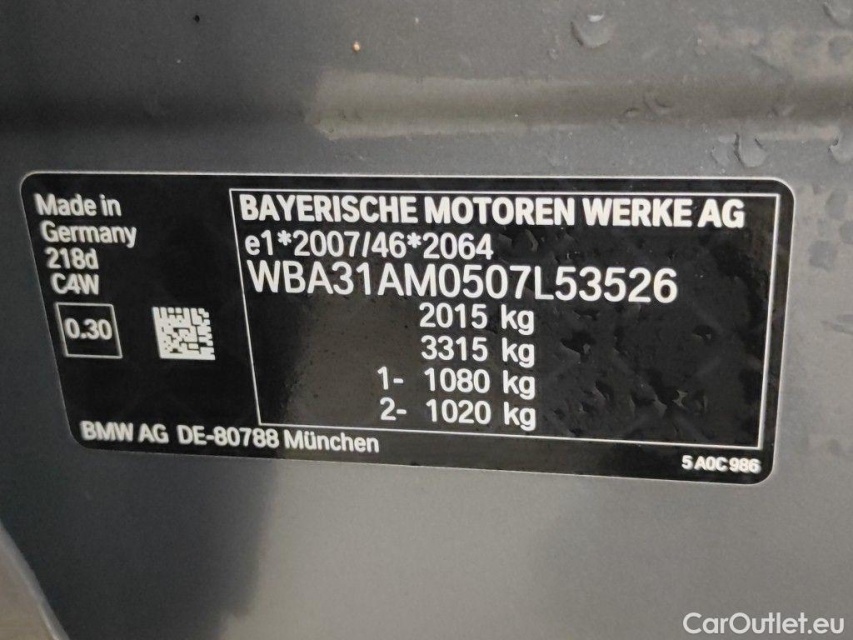 Made in
Germany
218d
C4W
0.30
BAYERISCHE MOTOREN WERKE AG
e1*2007/46*2064
WBA31AM0507L53526
2015 kg
3315 kg
1- 1080 kg
2- 1020 kg
BMW AG DE-80788 München
5 A0C 986
CarOutlet.eu